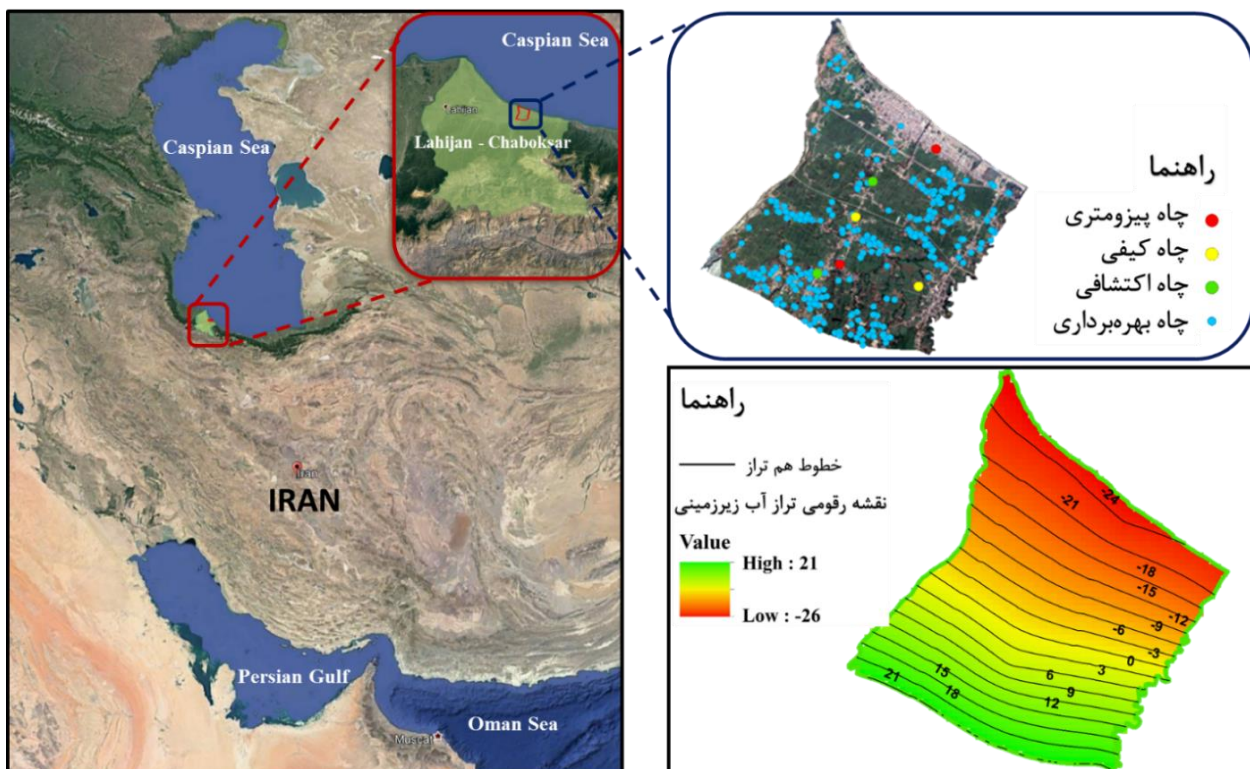 Caspian Sea
Iran
IRAN
Persian Gulf
Oman Sea
Muscat
Caspian Sea
Lahijan
Lahijan - Chaboksar
راهنما
چاه پیزومتری
چاه کیفی
چاه اکتشافی
چاه بهره‌برداری
راهنما
خطوط هم تراز
نقشه رقومی تراز آب زیرزمینی
Value
High : 21
Low : -26
-24
-21
-18
-15
-12
-9
-6
-3
0
3
6
9
12
15
18
21